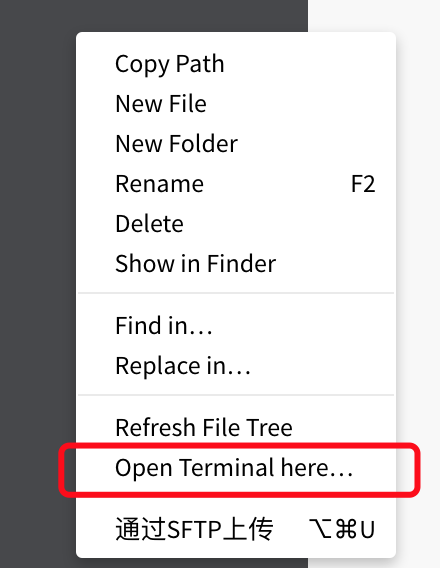 Copy Path
New File
New Folder
Rename F2
Delete
Show in Finder
Find in…
Replace in…
Refresh File Tree
Open Terminal here…
通过SFTP上传 ⌥⌘U